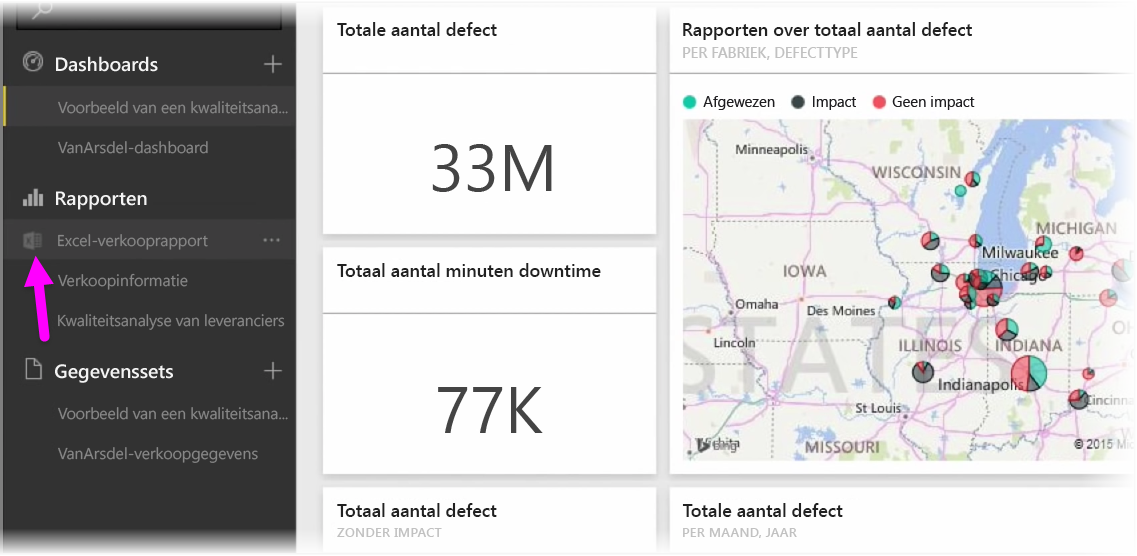 Dashboards
Voorbeeld van een kwaliteitsana...
VanArsdel-dashboard
Rapporten
Excel-verkooprapport
Verkoopinformatie
Kwaliteitsanalyse van leveranciers
Gegevenssets
Voorbeeld van een kwaliteitsana...
VanArsdel-verkoopgegevens
Totale aantal defect
33M
Totaal aantal minuten downtime
77K
Totaal aantal defect
ZONDER IMPACT
Rapporten over totaal aantal defect
PER FABRIEK, DEFECTTYPE
Afgewezen
Impact
Geen impact
Minneapolis
WISCONSIN
MICHIGAN
Milwaukee
Chicago
IOWA
Omaha
Des Moines
Lincoln
STATES
ILLINOIS
INDIANA
Indianapolis
St Louis
MISSOURI
Bing
© 2015
Totale aantal defect
PER MAAND, JAAR